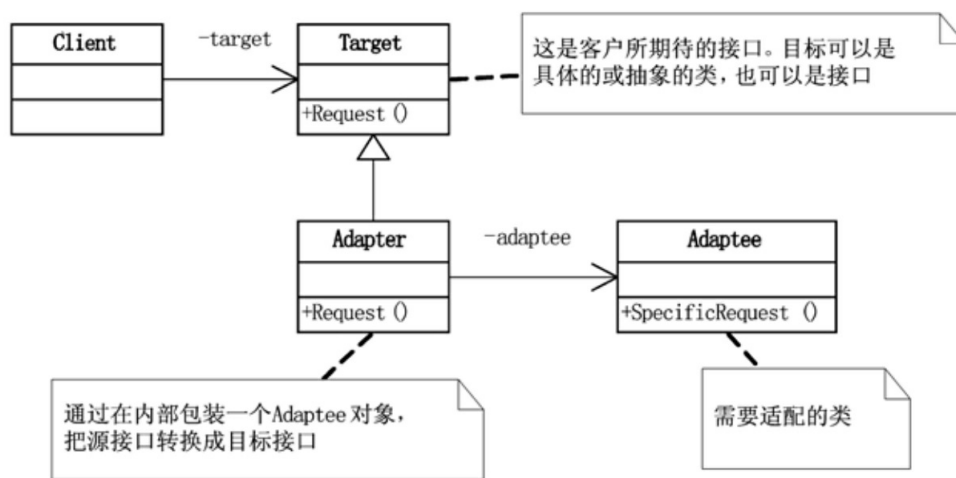 Client
-target
Target
+Request ()
这是客户所期待的接口。目标可以是
具体的或抽象的类，也可以是接口
Adapter
+Request ()
-adaptee
Adaptee
+SpecificRequest ()
通过在内部包装一个Adaptee对象，
把源接口转换成目标接口
需要适配的类